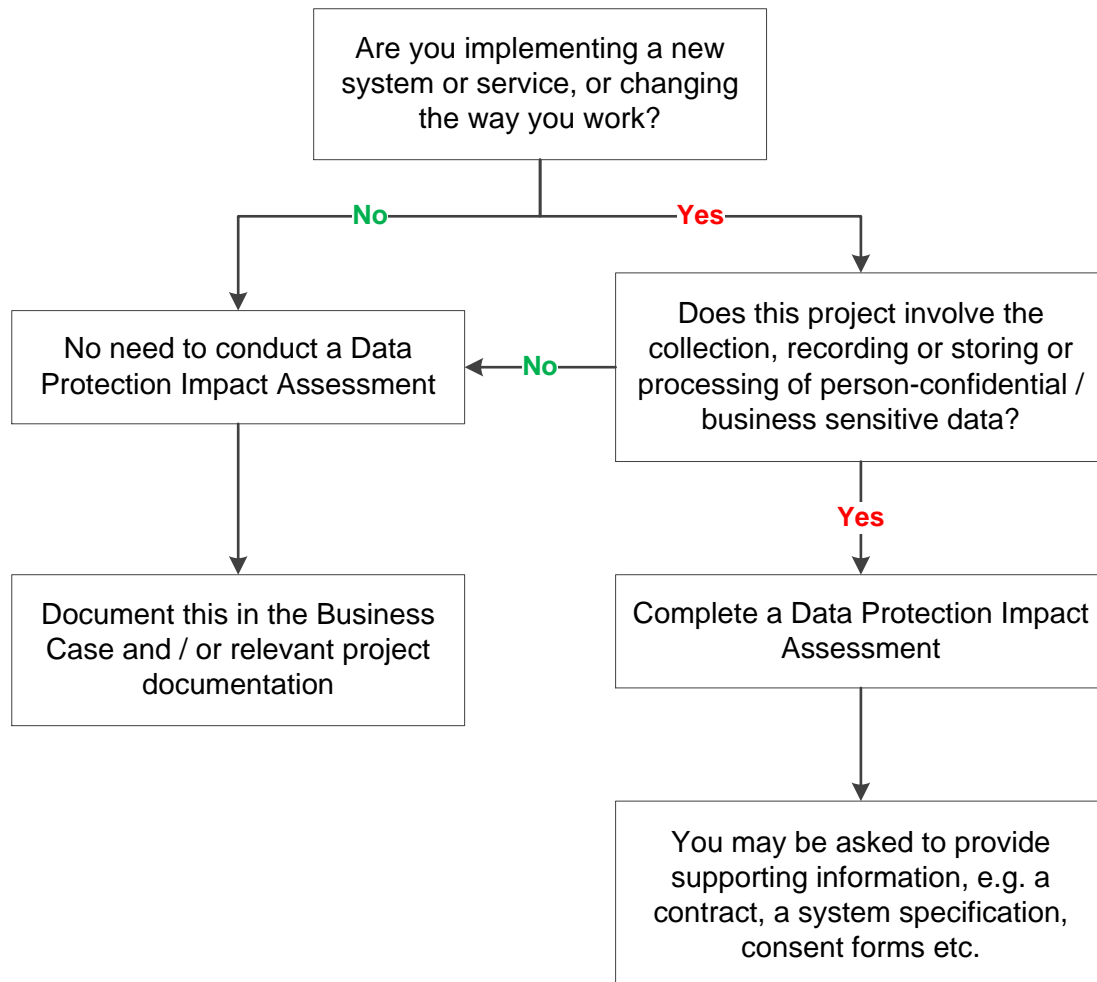 Are you implementing a new
system or service, or changing
the way you work?
No
Yes
No need to conduct a Data
Protection Impact Assessment
No
Does this project involve the
collection, recording or storing or
processing of person-confidential /
business sensitive data?
Yes
Document this in the Business
Case and / or relevant project
documentation
Complete a Data Protection Impact
Assessment
You may be asked to provide
supporting information, e.g. a
contract, a system specification,
consent forms etc.